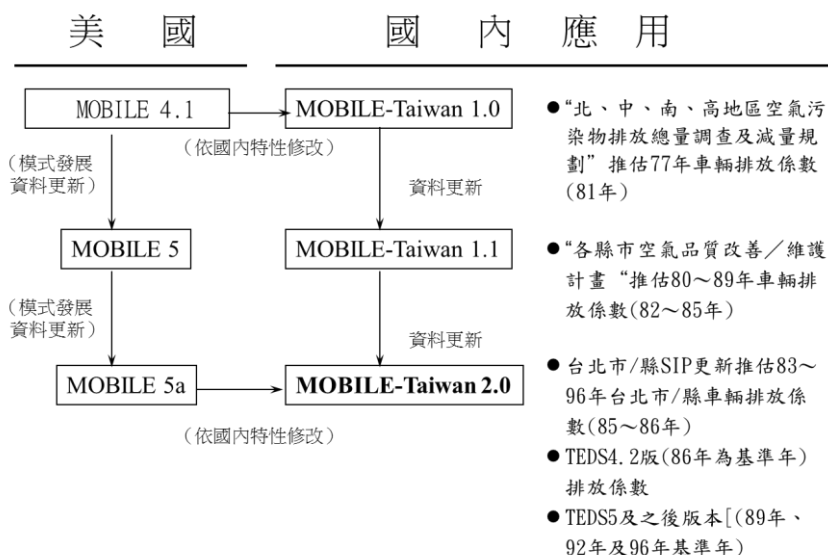 美 國
國 內 應 用
MOBILE 4.1
MOBILE-Taiwan 1.0
(依國內特性修改)
(模式發展
資料更新)
資料更新
MOBILE 5
MOBILE-Taiwan 1.1
(模式發展
資料更新)
資料更新
MOBILE 5a
MOBILE-Taiwan 2.0
(依國內特性修改)
●“北、中、南、高地區空氣污
染物排放總量調查及減量規
劃”推估77年車輛排放係數
(81年)
●“各縣市空氣品質改善／維護
計畫“推估80～89年車輛排
放係數(82～85年)
●台北市/縣SIP更新推估83～
96年台北市/縣車輛排放係
數(85～86年)
●TEDS4.2版(86年為基準年)
排放係數
●TEDS5及之後版本[(89年、
92年及96年基準年)